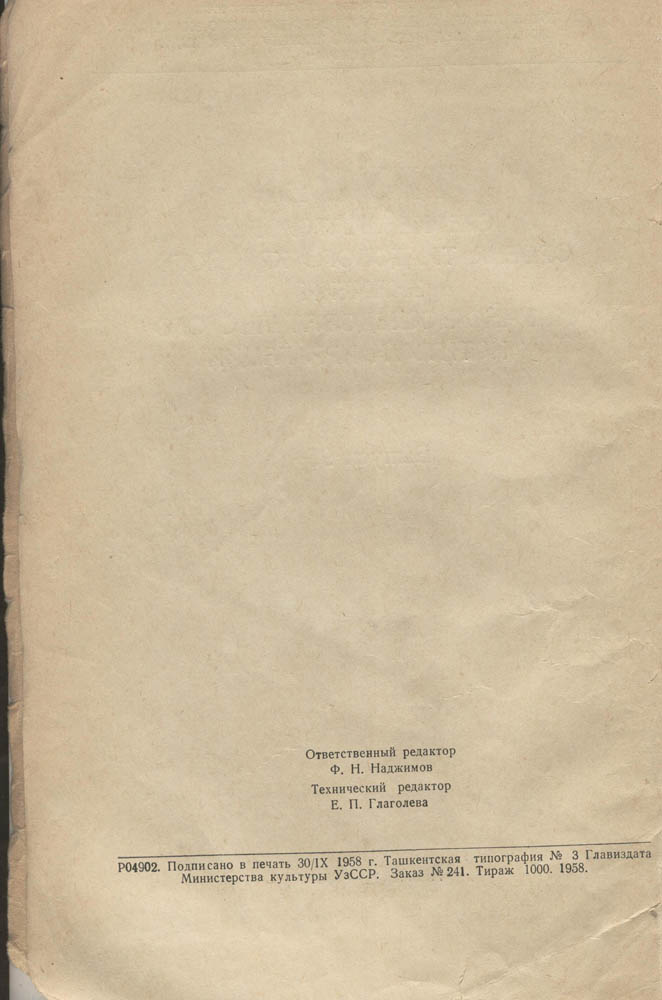 Ответственный редактор
Ф. Н. Наджимов
Технический редактор
Е. П. Глаголева
Р04902. Подписано в печать 30/IX 1958 г. Ташкентская типография № 3 Главиздата
Министерства культуры УзССР. Заказ № 241. Тираж 1000. 1958.